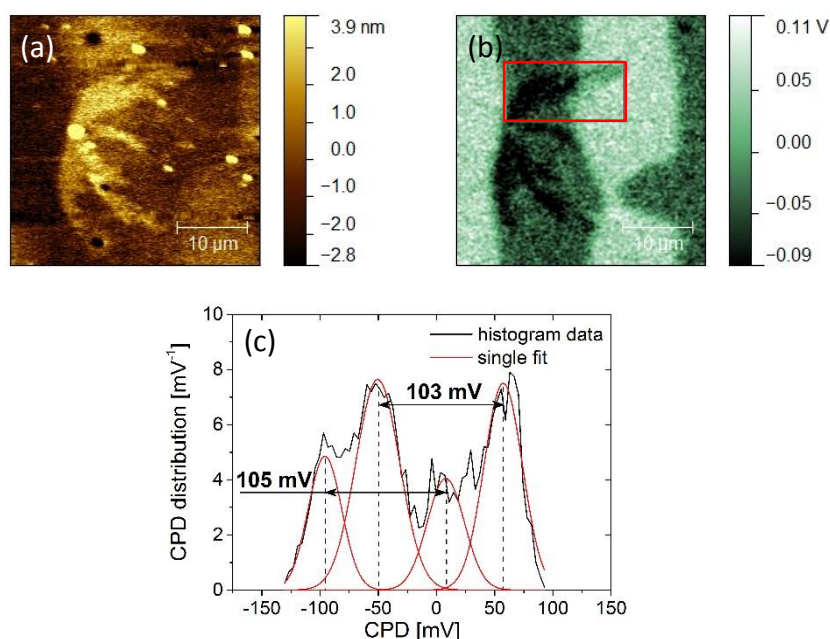 (a)
3.9 nm
2.0
1.0
0.0
−1.0
−2.0
−2.8
10 µm
(b)
0.11 V
0.05
0.00
−0.05
−0.09
10 µm
(c)
histogram data
single fit
103 mV
105 mV
CPD distribution [mV⁻¹]
10
8
6
4
2
0
-150 -100 -50 0 50 100 150
CPD [mV]